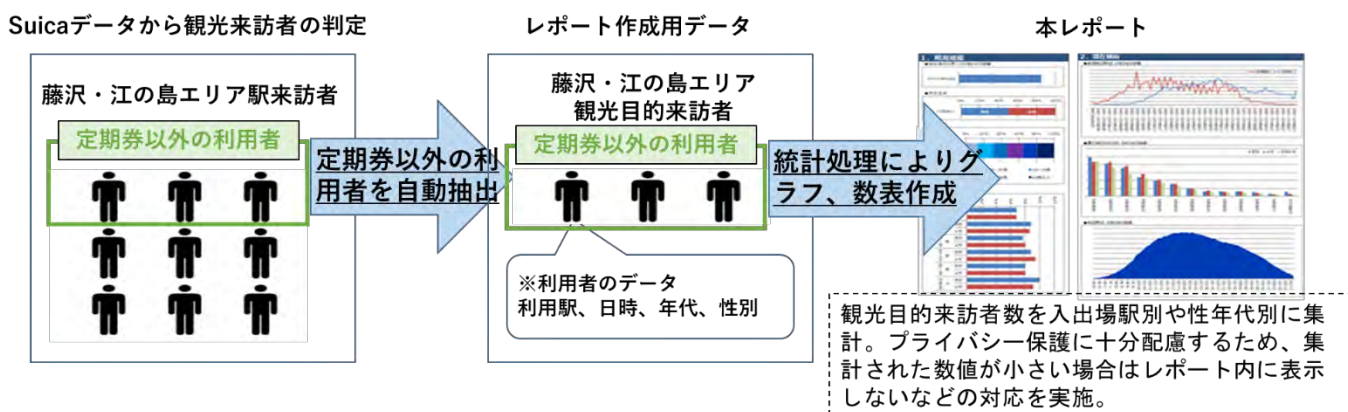 Suicaデータから観光来訪者の判定
藤沢・江の島エリア駅来訪者
定期券以外の利用者
定期券以外の利
用者を自動抽出
レポート作成用データ
藤沢・江の島エリア
観光目的来訪者
定期券以外の利用者
※利用者のデータ
利用駅、日時、年代、性別
統計処理によりグ
ラフ、数表作成
本レポート
観光目的来訪者数を入出場駅別や性年代別に集
計。プライバシー保護に十分配慮するため、集
計された数値が小さい場合はレポート内に表示
しないなどの対応を実施。